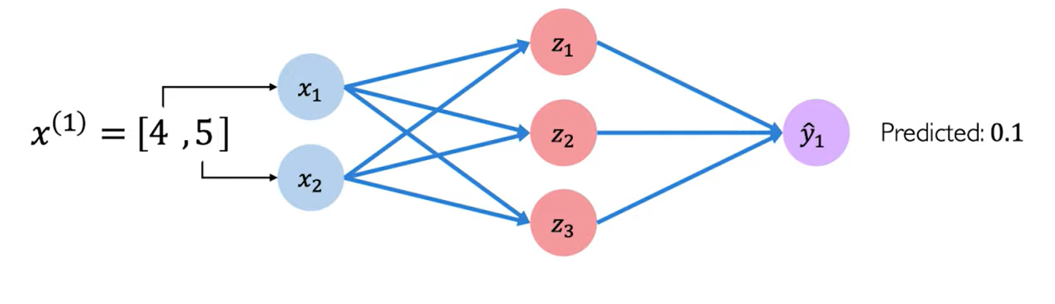 x⁽¹⁾ = [4 ,5]
x₁
x₂
z₁
z₂
z₃
ŷ₁
Predicted: 0.1